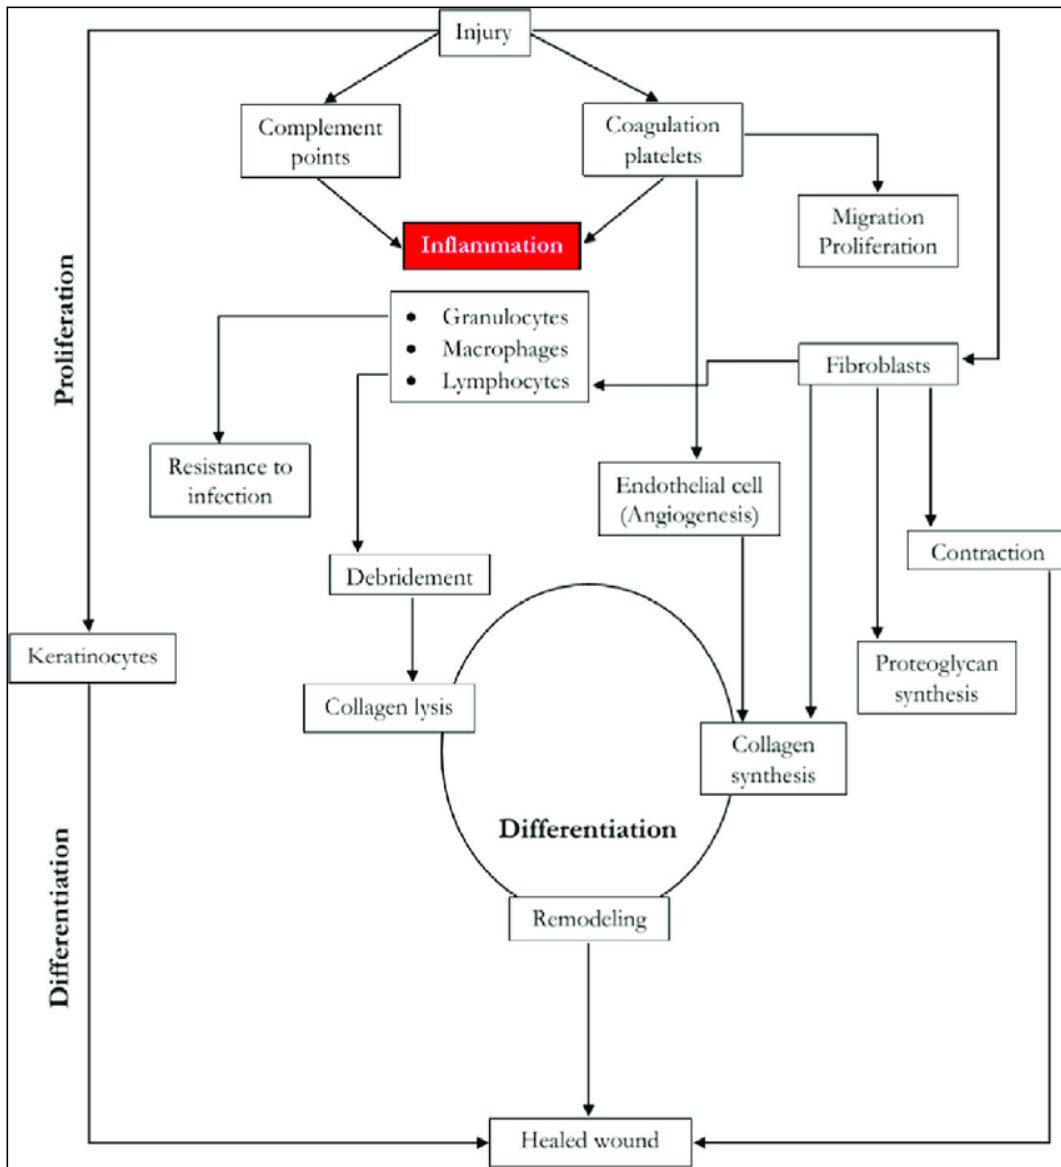 Injury
Complement
points
Coagulation
platelets
Migration
Proliferation
Inflammation
• Granulocytes
• Macrophages
• Lymphocytes
Fibroblasts
Proliferation
Resistance to
infection
Endothelial cell
(Angiogenesis)
Contraction
Debridement
Keratinocytes
Proteoglycan
synthesis
Collagen lysis
Collagen
synthesis
Differentiation
Differentiation
Remodeling
Healed wound